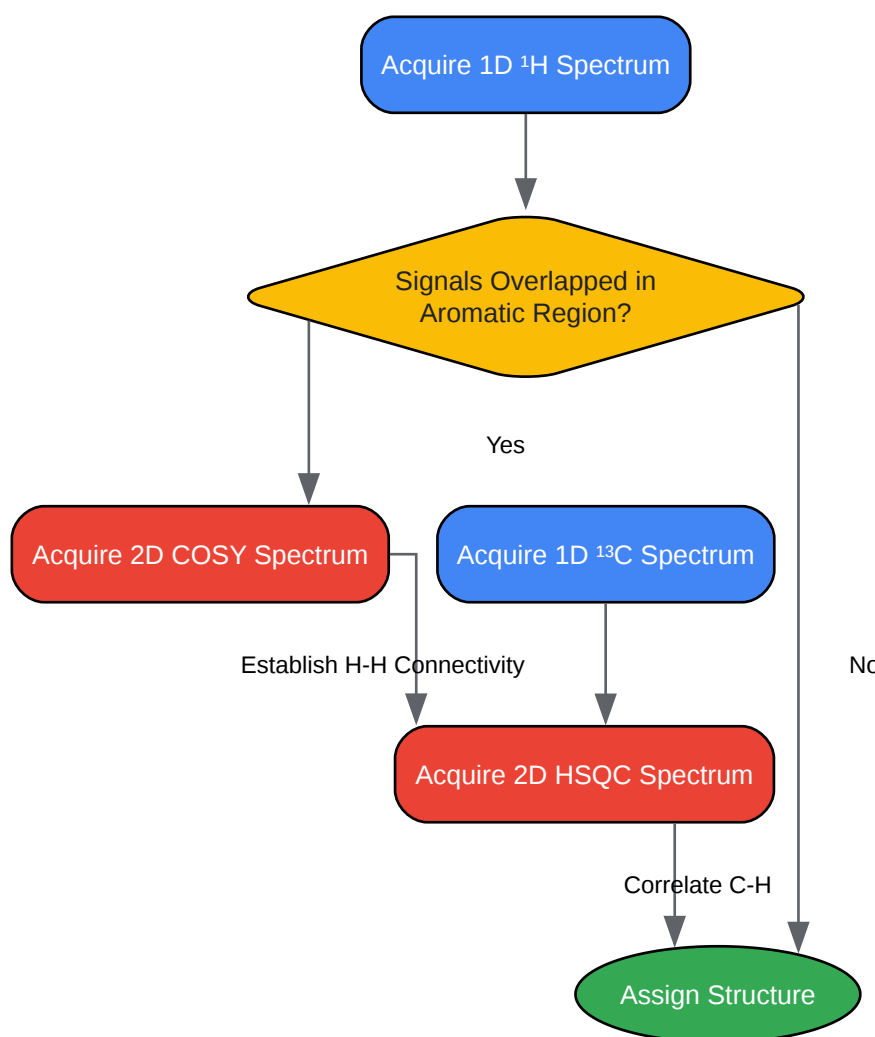 Acquire 1D ¹H Spectrum
Signals Overlapped in
Aromatic Region?
Yes
Acquire 2D COSY Spectrum
Acquire 1D ¹³C Spectrum
Establish H-H Connectivity
No
Acquire 2D HSQC Spectrum
Correlate C-H
Assign Structure